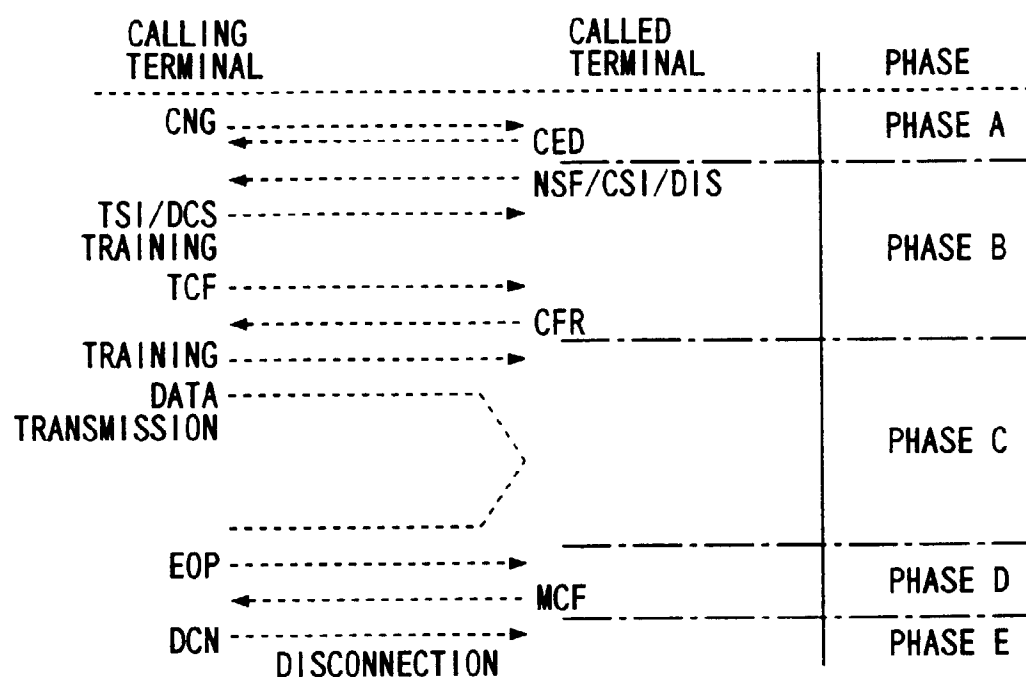 CALLING TERMINAL
CALLED TERMINAL
PHASE
CNG
CED
PHASE A
NSF/CSI/DIS
TSI/DCS
TRAINING
PHASE B
TCF
CFR
TRAINING
DATA
TRANSMISSION
PHASE C
EOP
MCF
PHASE D
DCN
DISCONNECTION
PHASE E